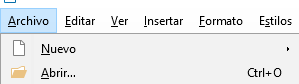 Archivo Editar Ver Insertar Formato Estilos
Nuevo
Abrir... Ctrl+O